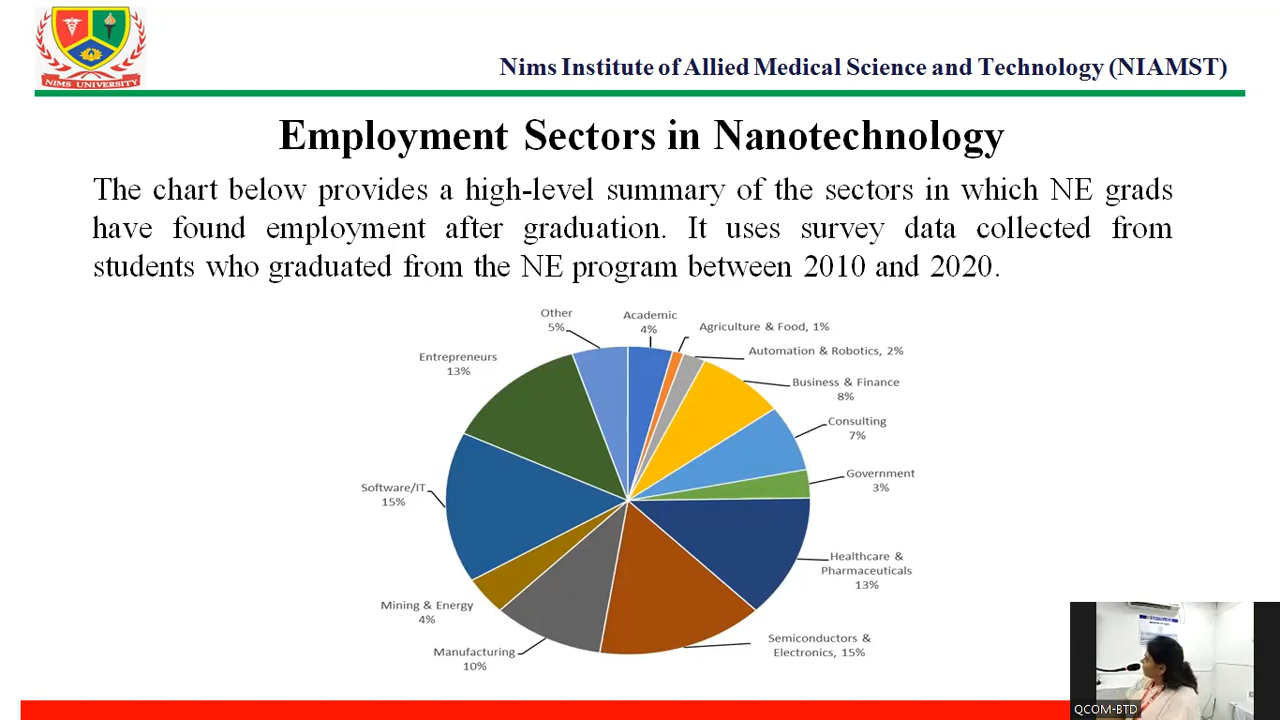 NIMS UNIVERSITY
Nims Institute of Allied Medical Science and Technology (NIAMST)
Employment Sectors in Nanotechnology
The chart below provides a high-level summary of the sectors in which NE grads
have found employment after graduation. It uses survey data collected from
students who graduated from the NE program between 2010 and 2020.
Other
5%
Academic
4%
Agriculture & Food, 1%
Automation & Robotics, 2%
Business & Finance
8%
Consulting
7%
Government
3%
Healthcare &
Pharmaceuticals
13%
Semiconductors &
Electronics, 15%
Manufacturing
10%
Mining & Energy
4%
Software/IT
15%
Entrepreneurs
13%
QCOM-BTD